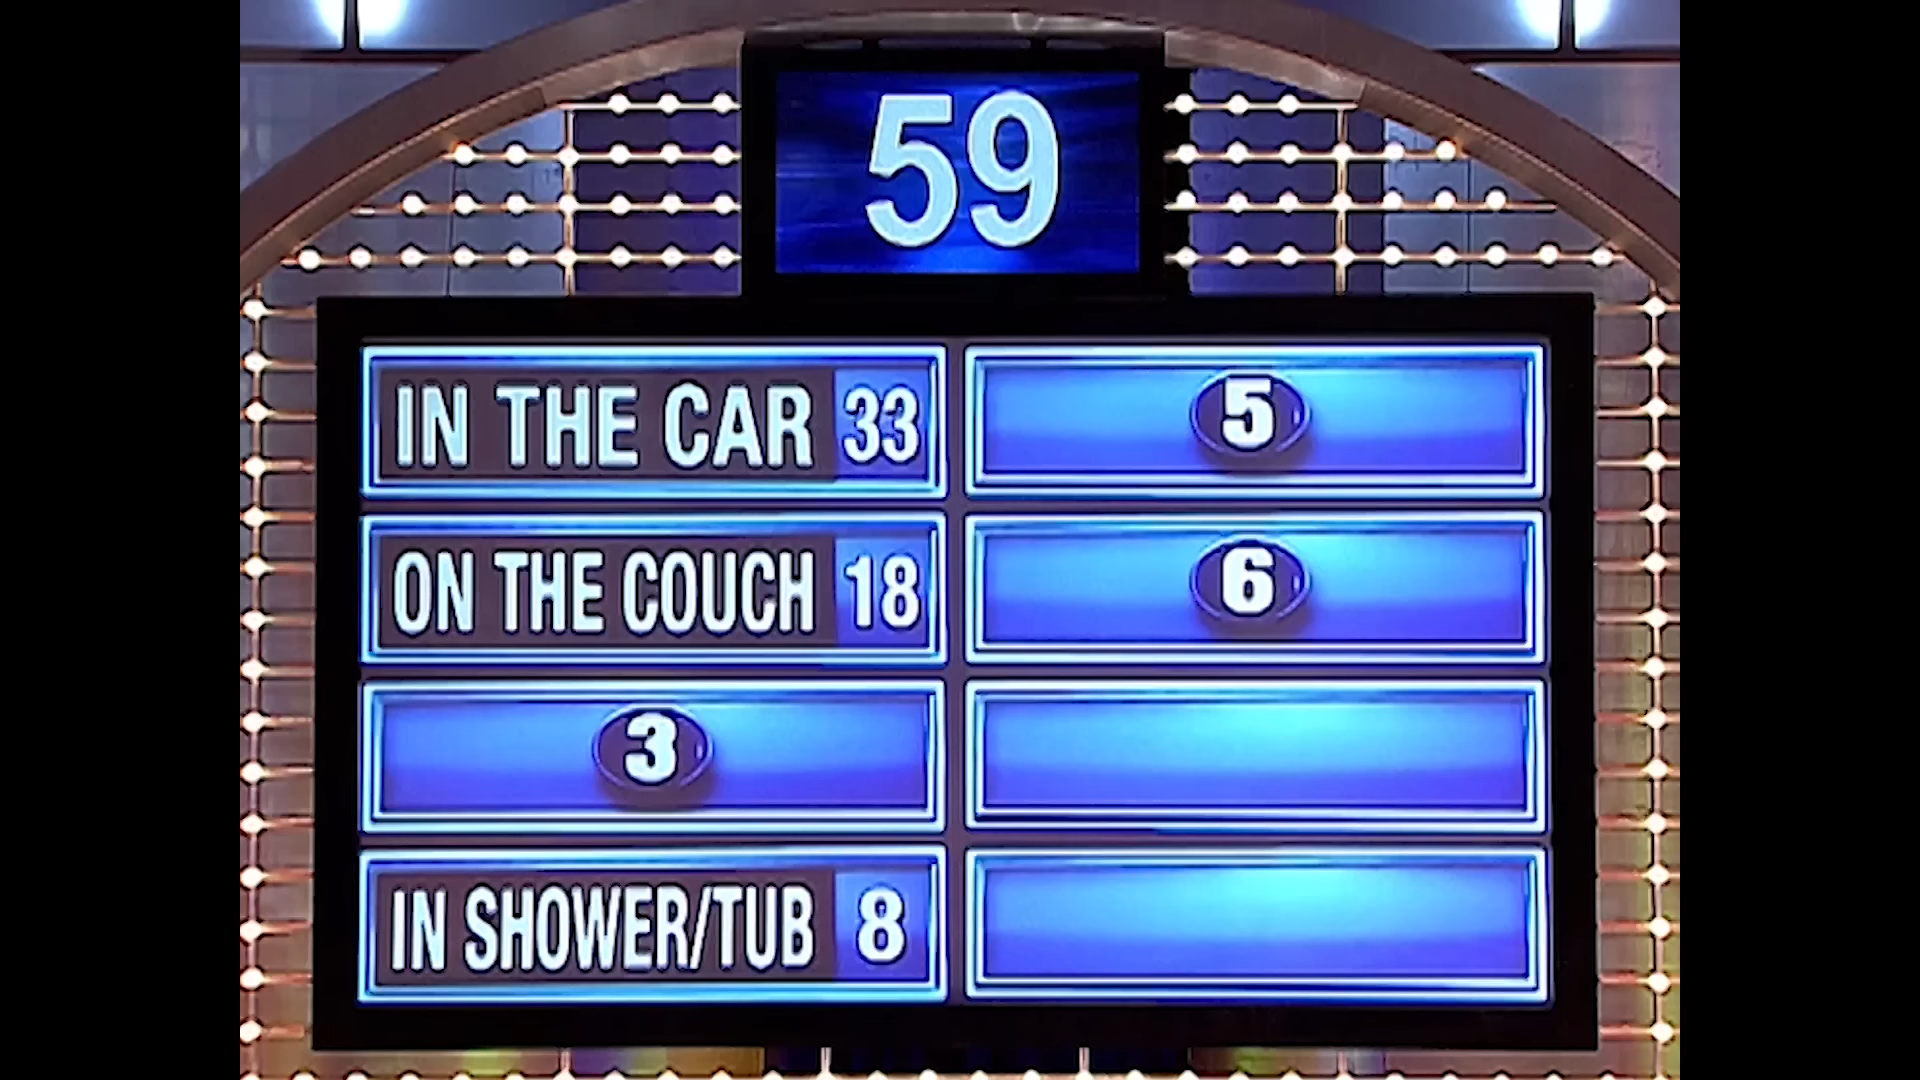 59
IN THE CAR 33
ON THE COUCH 18
3
IN SHOWER/TUB 8
5
6